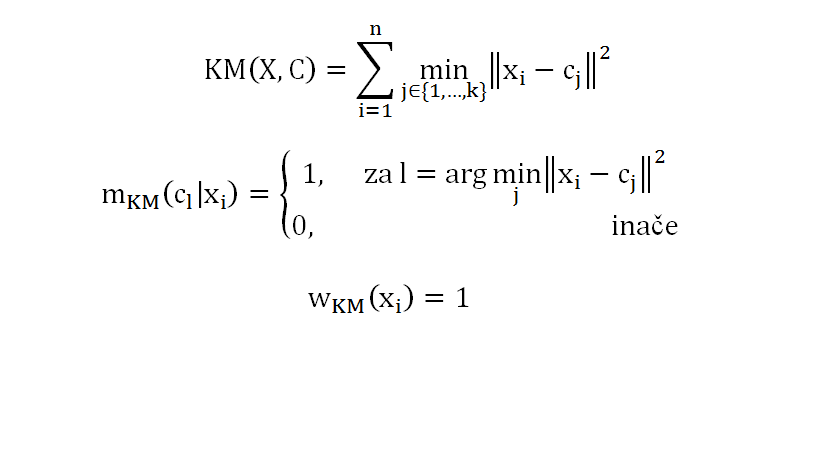 KM(X, C) = ∑_{i=1}^{n} min_{j∈{1,…,k}} ‖x_i − c_j‖²
m_KM(c_l|x_i) = { 1, za l = arg min_j ‖x_i − c_j‖²
0, inače
w_KM(x_i) = 1